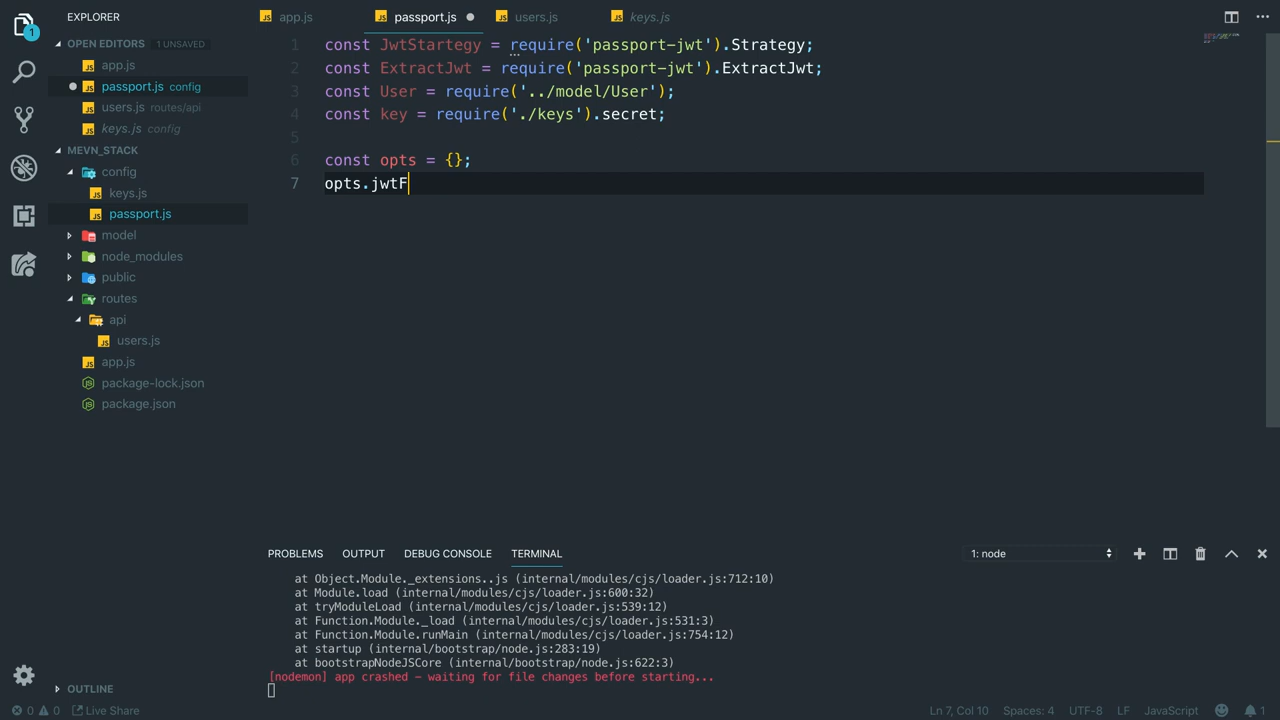 EXPLORER
OPEN EDITORS 1 UNSAVED
app.js
passport.js config
users.js routes/api
keys.js config
MEVN_STACK
config
keys.js
passport.js
model
node_modules
public
routes
api
users.js
app.js
package-lock.json
package.json
OUTLINE
app.js passport.js users.js keys.js
1 const JwtStartegy = require('passport-jwt').Strategy;
2 const ExtractJwt = require('passport-jwt').ExtractJwt;
3 const User = require('../model/User');
4 const key = require('./keys').secret;
5
6 const opts = {};
7 opts.jwtF
PROBLEMS OUTPUT DEBUG CONSOLE TERMINAL 1: node
at Object.Module._extensions..js (internal/modules/cjs/loader.js:712:10)
at Module.load (internal/modules/cjs/loader.js:600:32)
at tryModuleLoad (internal/modules/cjs/loader.js:539:12)
at Function.Module._load (internal/modules/cjs/loader.js:531:3)
at Function.Module.runMain (internal/modules/cjs/loader.js:754:12)
at startup (internal/bootstrap/node.js:283:19)
at bootstrapNodeJSCore (internal/bootstrap/node.js:622:3)
[nodemon] app crashed - waiting for file changes before starting...
0 0 Live Share Ln 7, Col 10 Spaces: 4 UTF-8 LF JavaScript 1